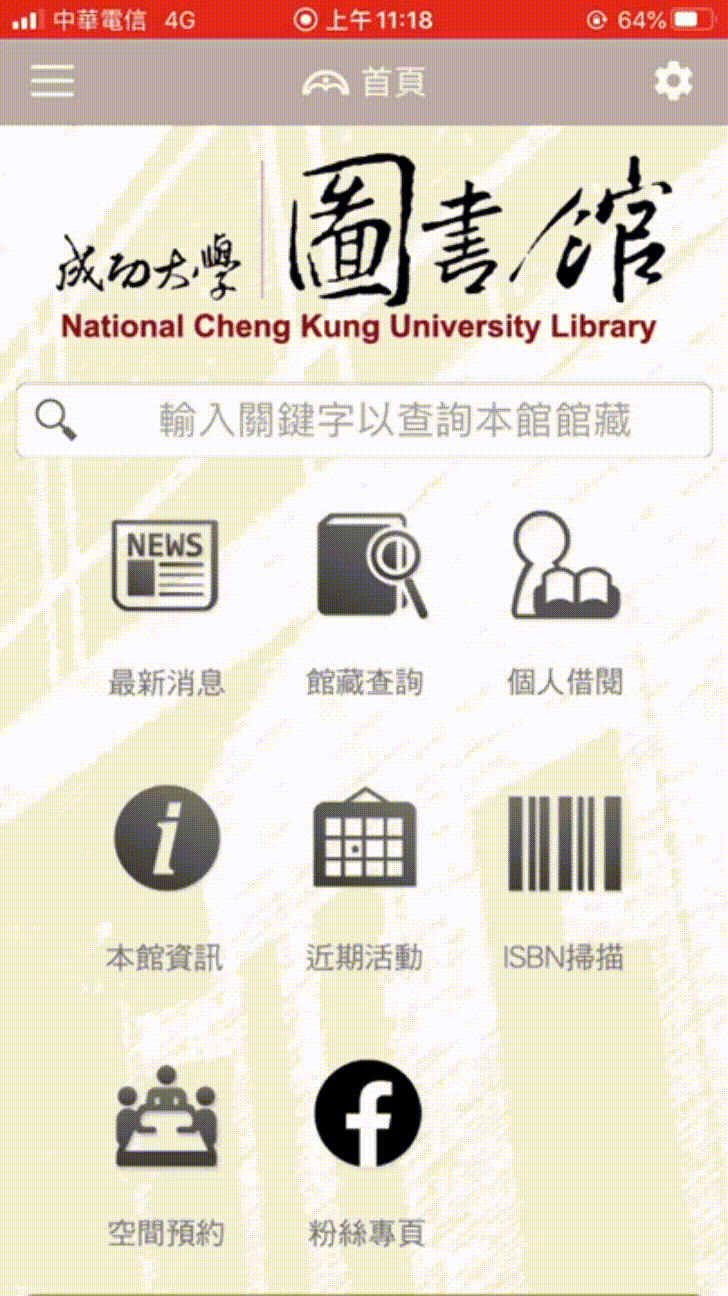 中華電信 4G 上午11:18 64%
首頁
成功大學 圖書館
National Cheng Kung University Library
輸入關鍵字以查詢本館館藏
NEWS
最新消息 館藏查詢 個人借閱
本館資訊 近期活動 ISBN掃描
空間預約 粉絲專頁